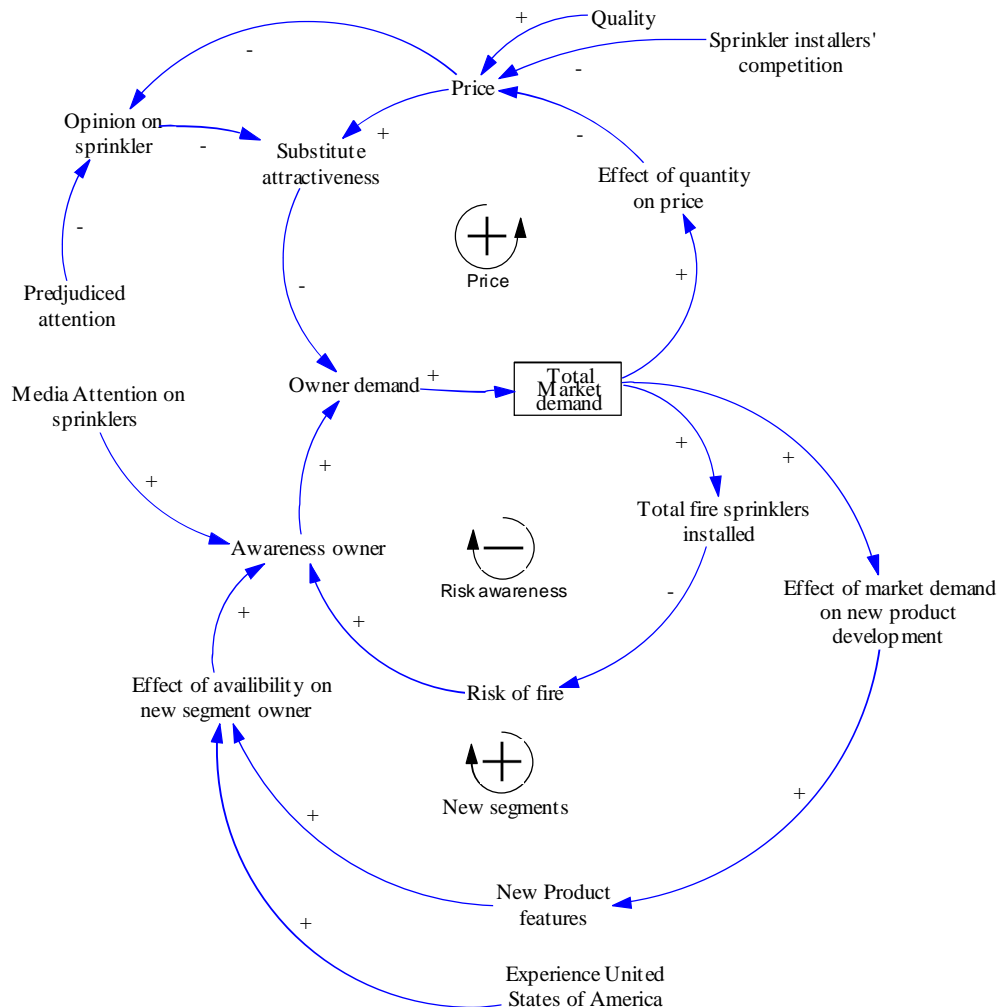 Quality
+
Sprinkler installers'
competition
-
-
Price
Opinion on
sprinkler
-
+
-
Substitute
attractiveness
Effect of quantity
on price
-
Price
+
-
Predjudiced
attention
Media Attention on
sprinklers
Owner demand
+
Total
Market
demand
+
+
+
+
Total fire sprinklers
installed
Awareness owner
Risk awareness
-
Effect of market demand
on new product
development
+
+
Effect of availibility on
new segment owner
Risk of fire
New segments
+
+
New Product
features
+
Experience United
States of America